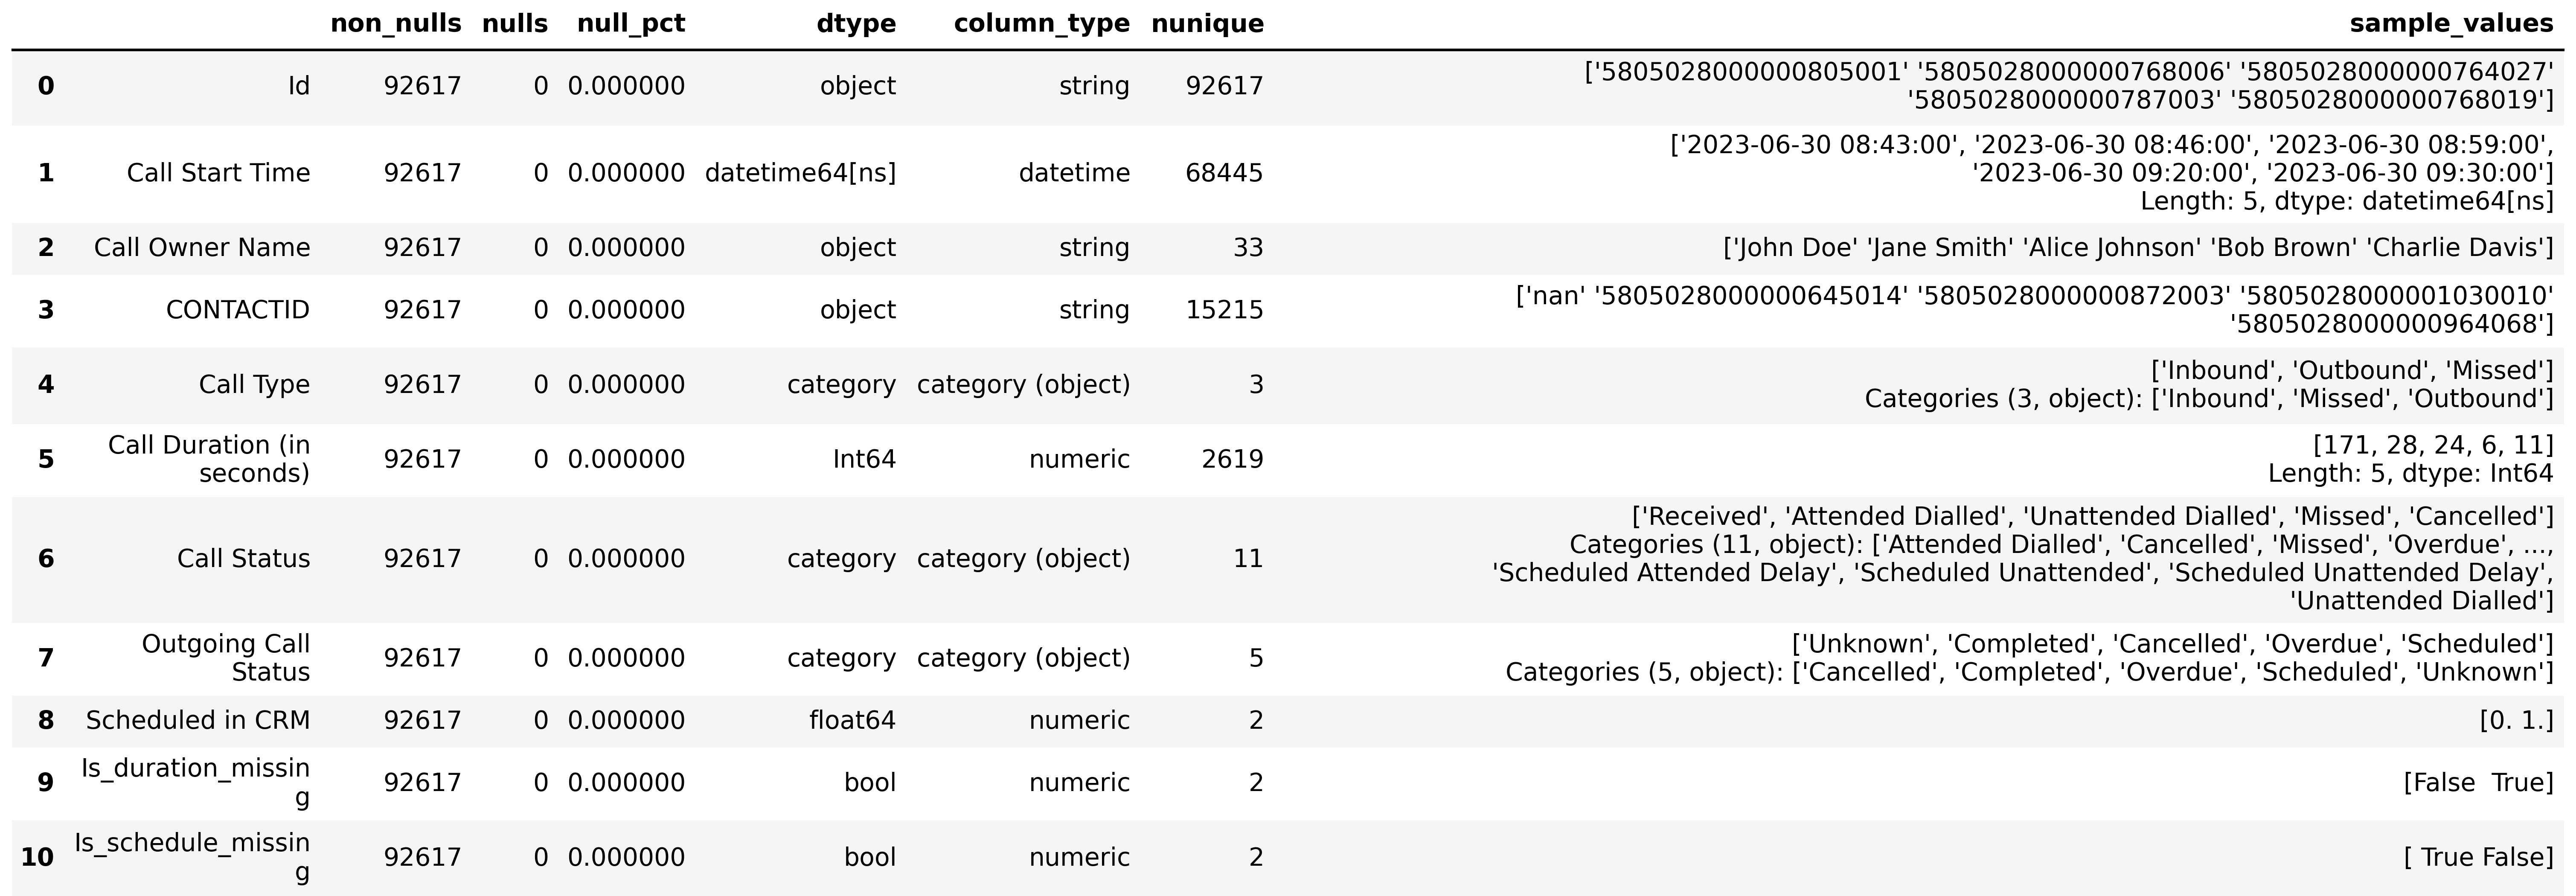 non_nulls nulls null_pct dtype column_type nunique sample_values
0 Id 92617 0 0.000000 object string 92617 ['5805028000000805001' '5805028000000768006' '5805028000000764027'
'5805028000000787003' '5805028000000768019']
1 Call Start Time 92617 0 0.000000 datetime64[ns] datetime 68445 ['2023-06-30 08:43:00', '2023-06-30 08:46:00', '2023-06-30 08:59:00',
'2023-06-30 09:20:00', '2023-06-30 09:30:00']
Length: 5, dtype: datetime64[ns]
2 Call Owner Name 92617 0 0.000000 object string 33 ['John Doe' 'Jane Smith' 'Alice Johnson' 'Bob Brown' 'Charlie Davis']
3 CONTACTID 92617 0 0.000000 object string 15215 ['nan' '5805028000000645014' '5805028000000872003' '5805028000001030010'
'5805028000000964068']
4 Call Type 92617 0 0.000000 category category (object) 3 ['Inbound', 'Outbound', 'Missed']
Categories (3, object): ['Inbound', 'Missed', 'Outbound']
5 Call Duration (in
seconds) 92617 0 0.000000 Int64 numeric 2619 [171, 28, 24, 6, 11]
Length: 5, dtype: Int64
6 Call Status 92617 0 0.000000 category category (object) 11 ['Received', 'Attended Dialled', 'Unattended Dialled', 'Missed', 'Cancelled']
Categories (11, object): ['Attended Dialled', 'Cancelled', 'Missed', 'Overdue', ...,
'Scheduled Attended Delay', 'Scheduled Unattended', 'Scheduled Unattended Delay',
'Unattended Dialled']
7 Outgoing Call
Status 92617 0 0.000000 category category (object) 5 ['Unknown', 'Completed', 'Cancelled', 'Overdue', 'Scheduled']
Categories (5, object): ['Cancelled', 'Completed', 'Overdue', 'Scheduled', 'Unknown']
8 Scheduled in CRM 92617 0 0.000000 float64 numeric 2 [0. 1.]
9 Is_duration_missin
g 92617 0 0.000000 bool numeric 2 [False  True]
10 Is_schedule_missin
g 92617 0 0.000000 bool numeric 2 [ True False]